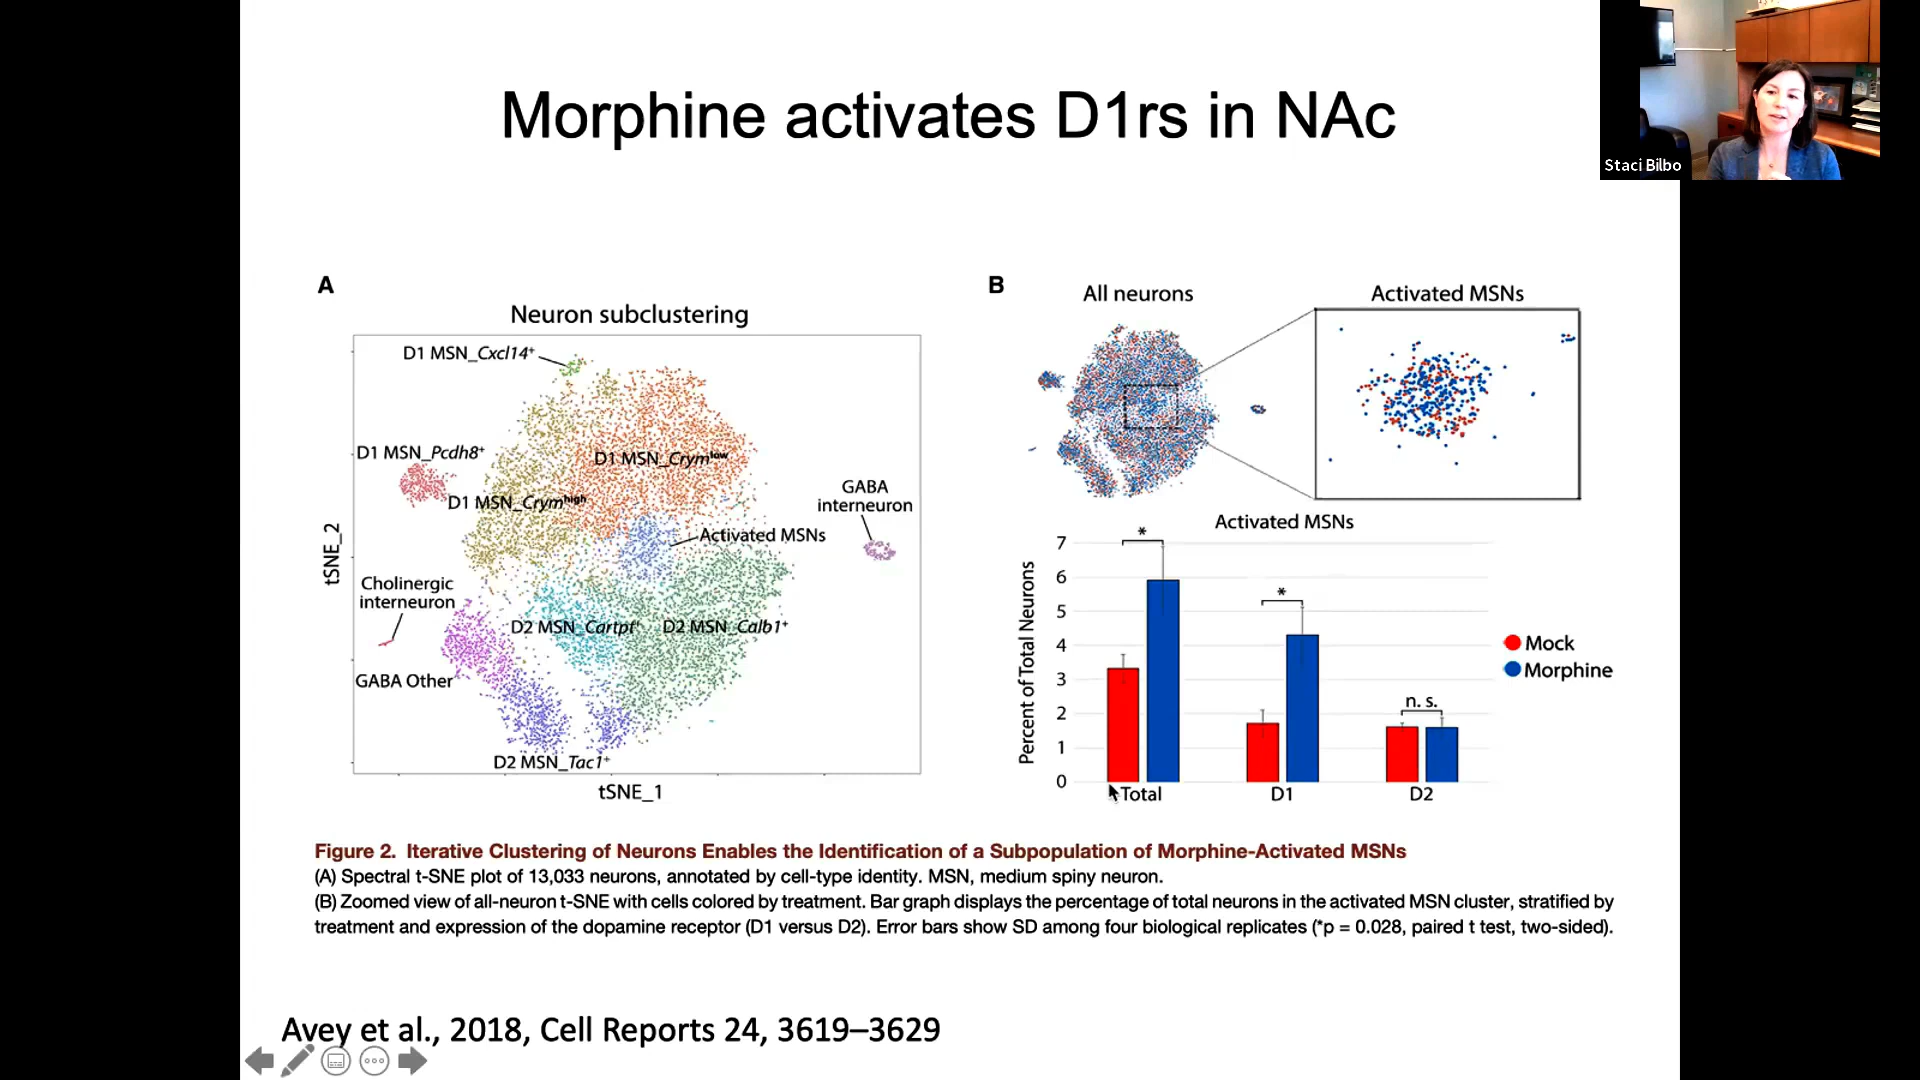 Morphine activates D1rs in NAc
Staci Bilbo
A
Neuron subclustering
D1 MSN_Cxcl14⁺
D1 MSN_Pcdh8⁺
D1 MSN_Crym^low
D1 MSN_Crym^high
GABA
interneuron
Activated MSNs
Cholinergic
interneuron
D2 MSN_Cartpt⁺
D2 MSN_Calb1⁺
GABA Other
D2 MSN_Tac1⁺
tSNE_2
tSNE_1
B
All neurons
Activated MSNs
Activated MSNs
Percent of Total Neurons
7
6
5
4
3
2
1
0
*
*
n. s.
Total
D1
D2
Mock
Morphine
Figure 2. Iterative Clustering of Neurons Enables the Identification of a Subpopulation of Morphine-Activated MSNs
(A) Spectral t-SNE plot of 13,033 neurons, annotated by cell-type identity. MSN, medium spiny neuron.
(B) Zoomed view of all-neuron t-SNE with cells colored by treatment. Bar graph displays the percentage of total neurons in the activated MSN cluster, stratified by
treatment and expression of the dopamine receptor (D1 versus D2). Error bars show SD among four biological replicates (*p = 0.028, paired t test, two-sided).
Avey et al., 2018, Cell Reports 24, 3619–3629